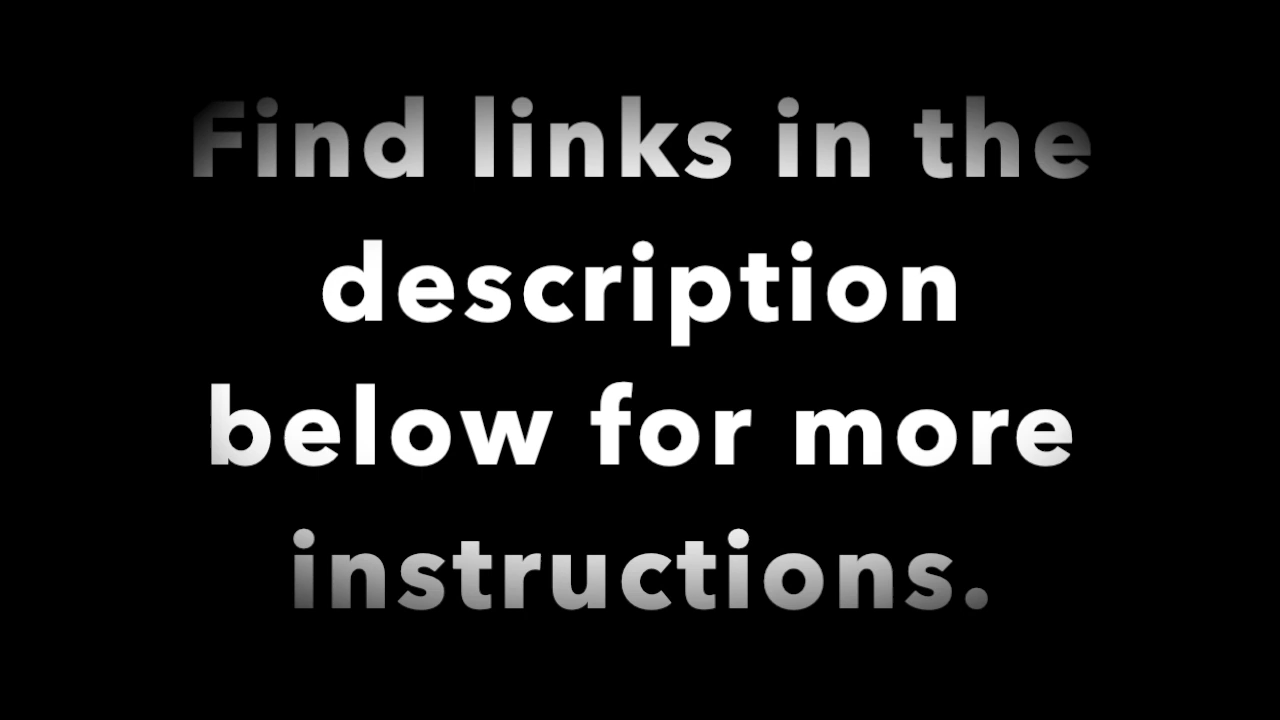 Find links in the
description
below for more
instructions.